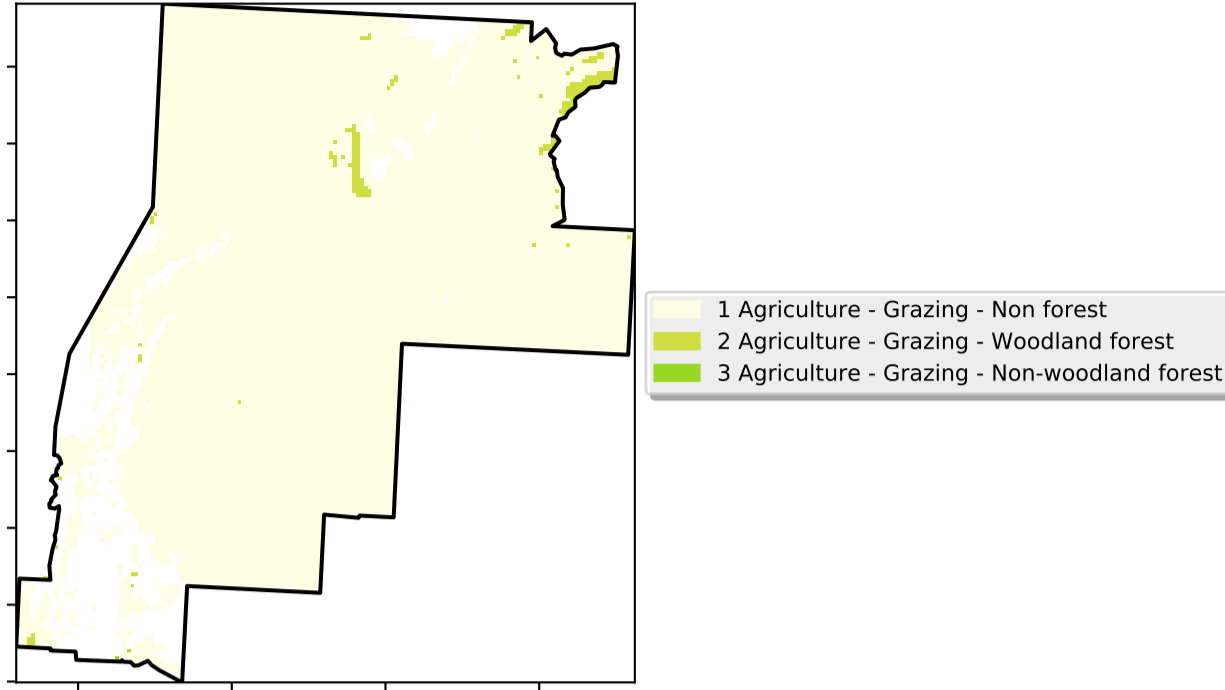 1 Agriculture - Grazing - Non forest
2 Agriculture - Grazing - Woodland forest
3 Agriculture - Grazing - Non-woodland forest